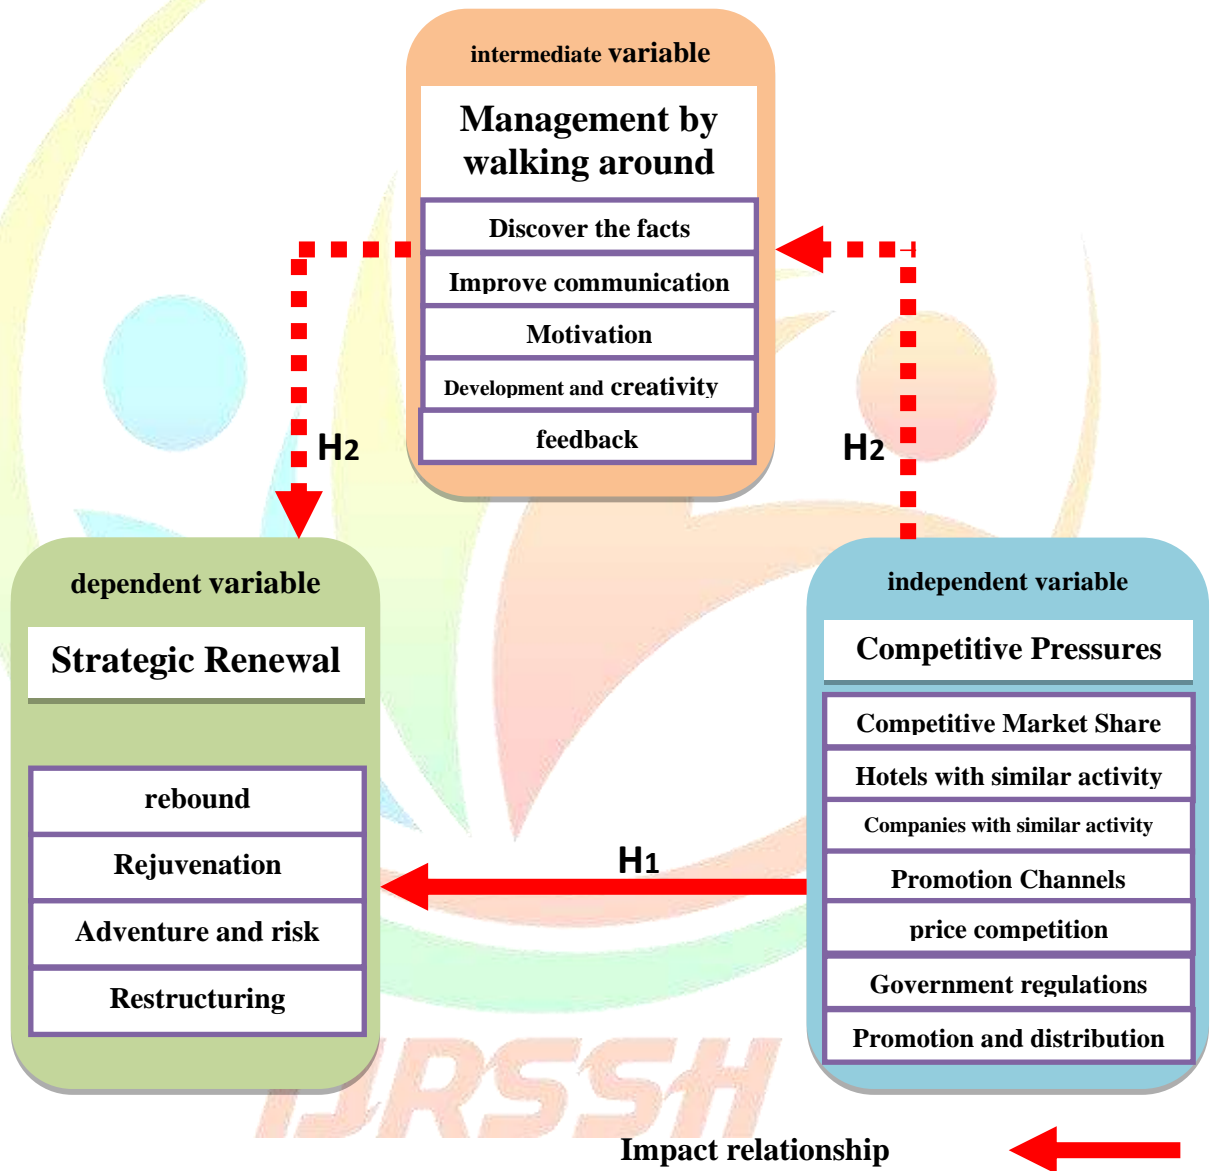 intermediate variable
Management by
walking around
Discover the facts
Improve communication
Motivation
Development and creativity
feedback
H2
H2
dependent variable
Strategic Renewal
rebound
Rejuvenation
Adventure and risk
Restructuring
H1
independent variable
Competitive Pressures
Competitive Market Share
Hotels with similar activity
Companies with similar activity
Promotion Channels
price competition
Government regulations
Promotion and distribution
IJRSSH
Impact relationship